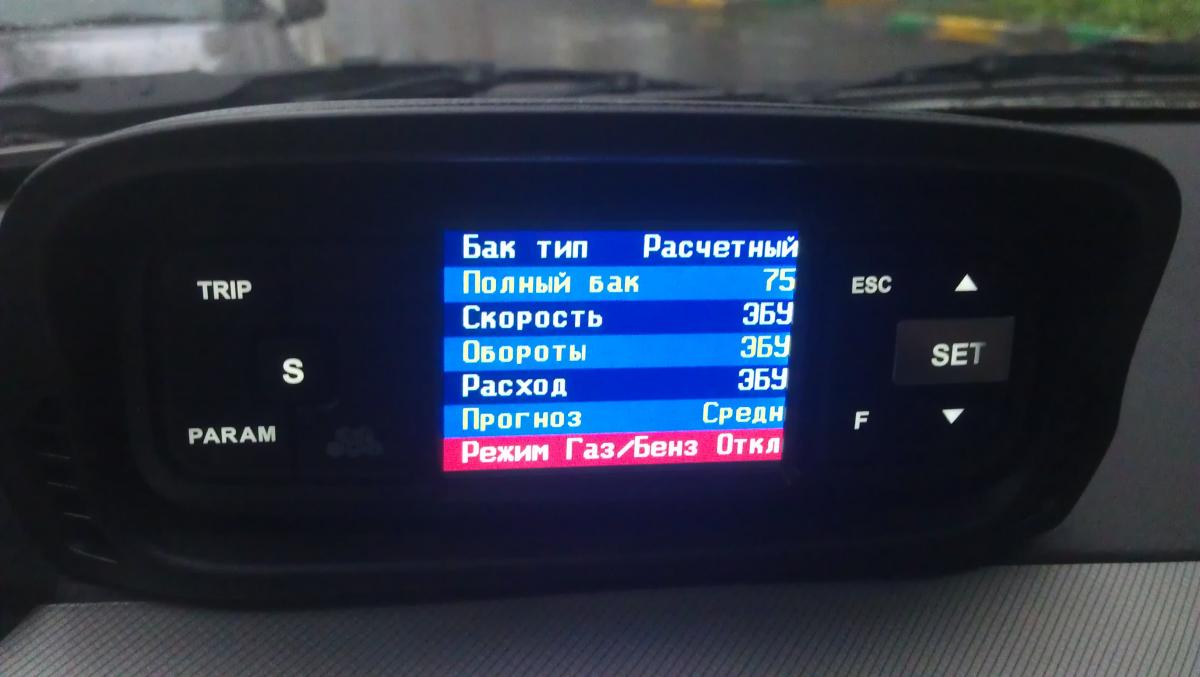 TRIP
S
PARAM
Бак тип Расчетный
Полный бак 75
Скорость ЭБУ
Обороты ЭБУ
Расход ЭБУ
Прогноз Средн
Режим Газ/Бенз Откл
ESC
SET
F